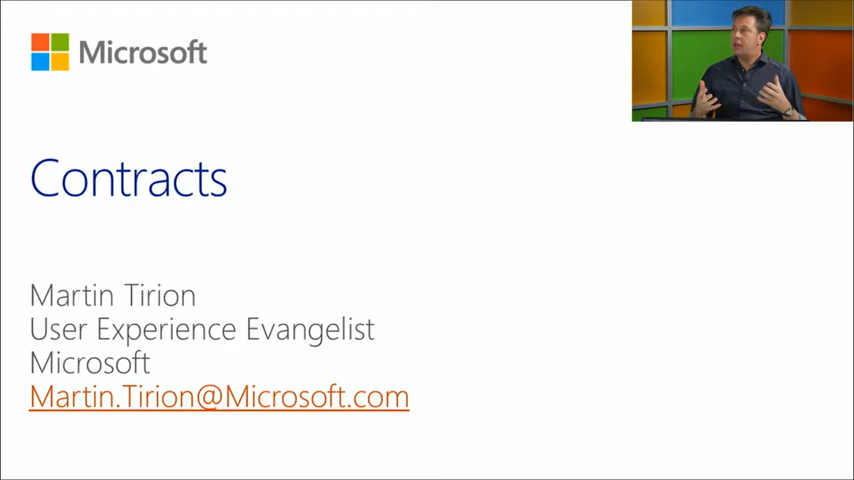 Microsoft
Contracts
Martin Tirion
User Experience Evangelist
Microsoft
Martin.Tirion@Microsoft.com